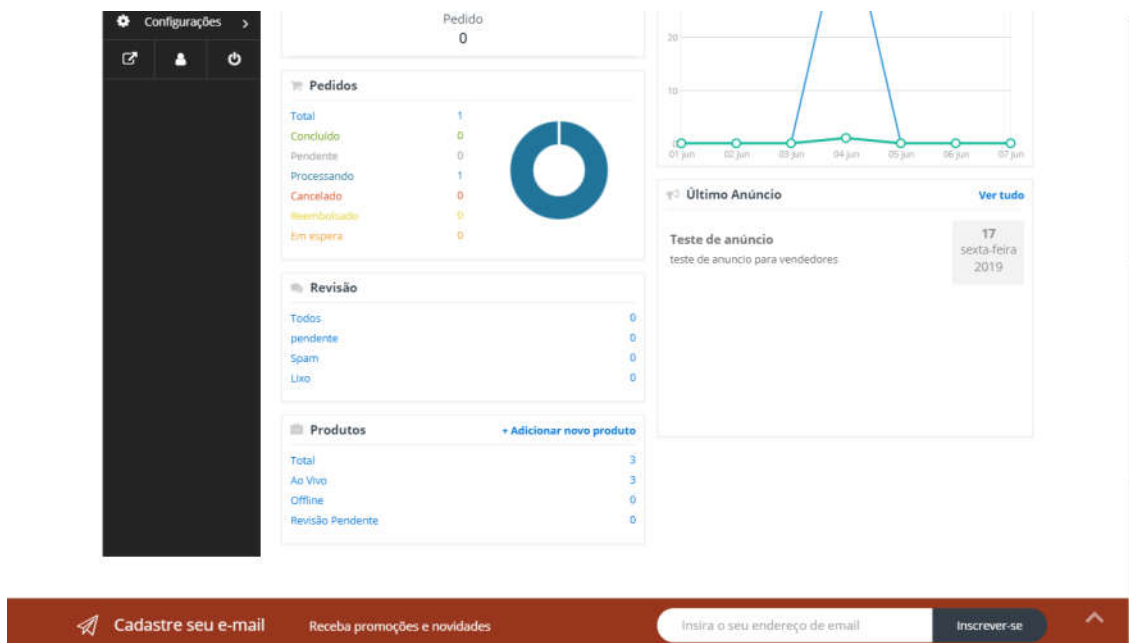 Configurações
Pedido
0
Pedidos
Total 1
Concluído 0
Pendente 0
Processando 1
Cancelado 0
Reembolsado 0
Em espera 0
Revisão
Todos 0
pendente 0
Spam 0
Lixo 0
Produtos + Adicionar novo produto
Total 3
Ao Vivo 3
Offline 0
Revisão Pendente 0
20
10
0
01 jun 02 jun 03 jun 04 jun 05 jun 06 jun 07 jun
Último Anúncio Ver tudo
Teste de anúncio
teste de anuncio para vendedores
17
sexta-feira
2019
Cadastre seu e-mail Receba promoções e novidades Insira o seu endereço de email Inscrever-se